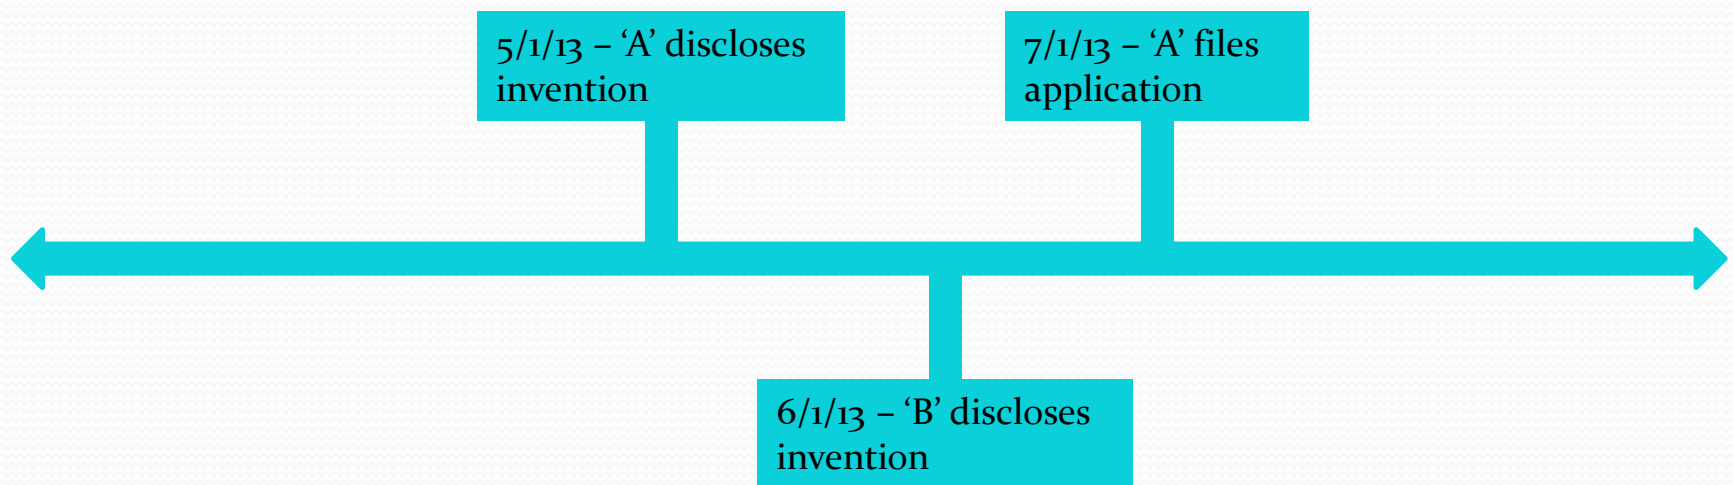 5/1/13 – ‘A’ discloses
invention
7/1/13 – ‘A’ files
application
6/1/13 – ‘B’ discloses
invention